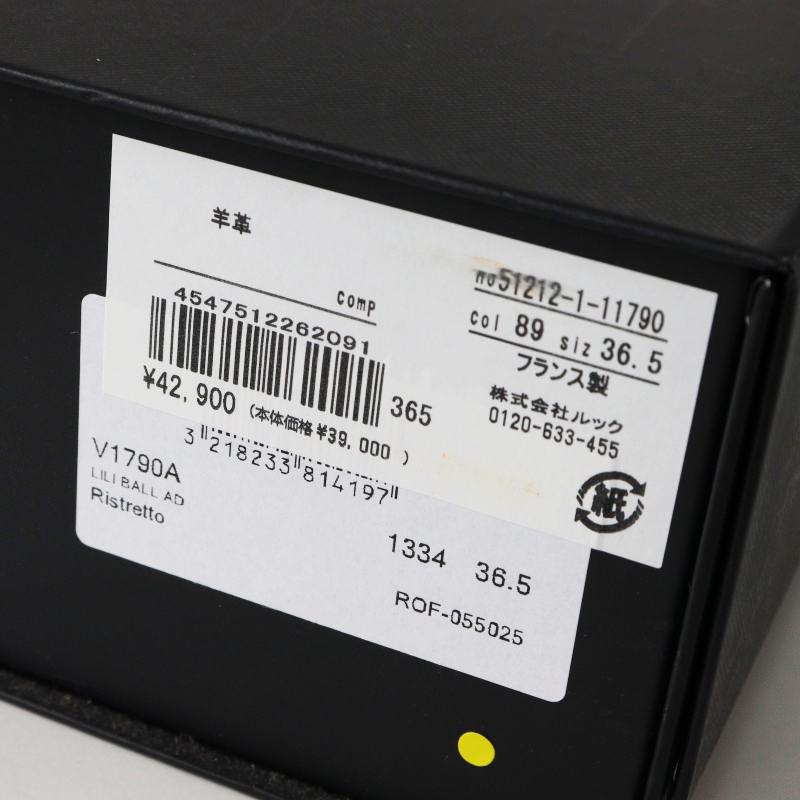 羊革
comp
4547512262091
¥42,900 (本体価格¥39,000)
365
no51212-1-11790
col 89 siz 36.5
フランス製
株式会社ルック
0120-633-455
紙
3 218233 814197
V1790A
LILI BALL AD
Ristretto
1334 36.5
ROF-055025